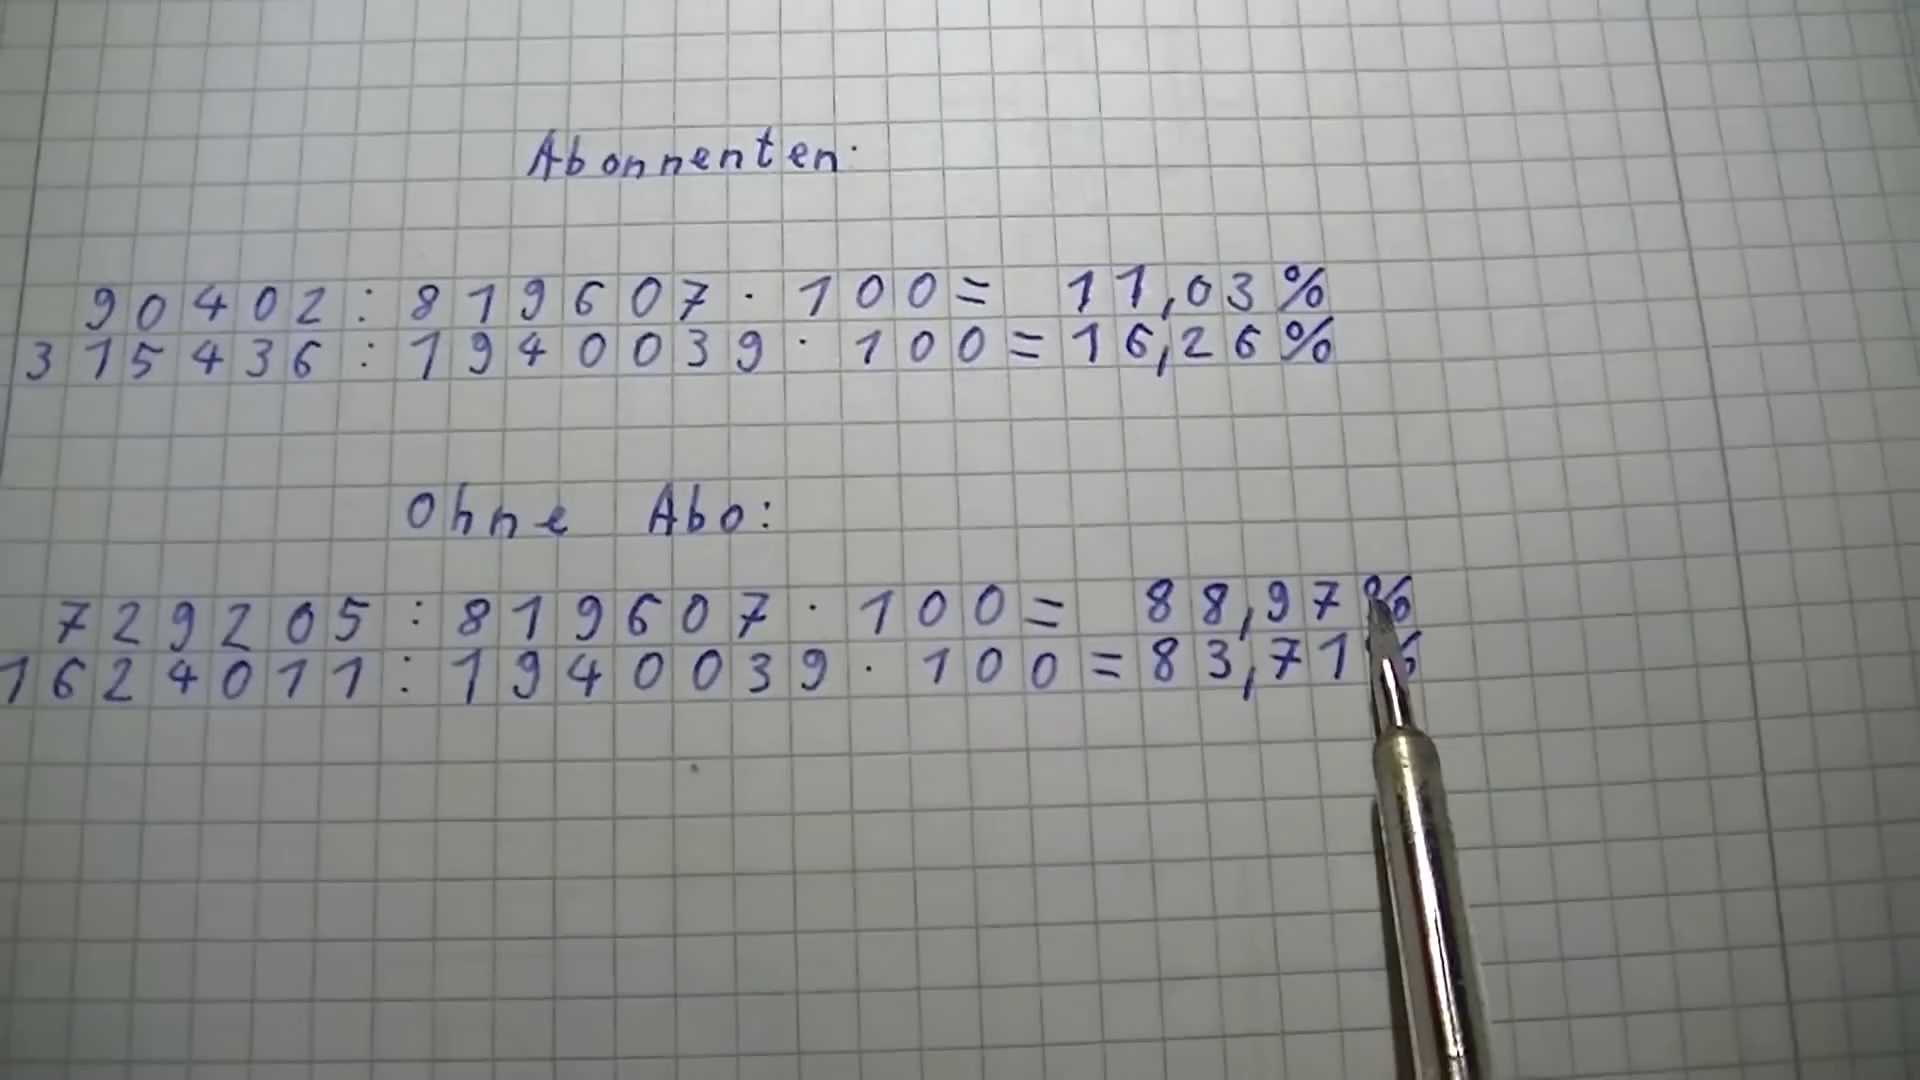 Abonnenten:
90402 : 819607 · 100 = 11,03%
315436 : 1940039 · 100 = 16,26%
Ohne Abo:
729205 : 819607 · 100 = 88,97%
1624011 : 1940039 · 100 = 83,71%